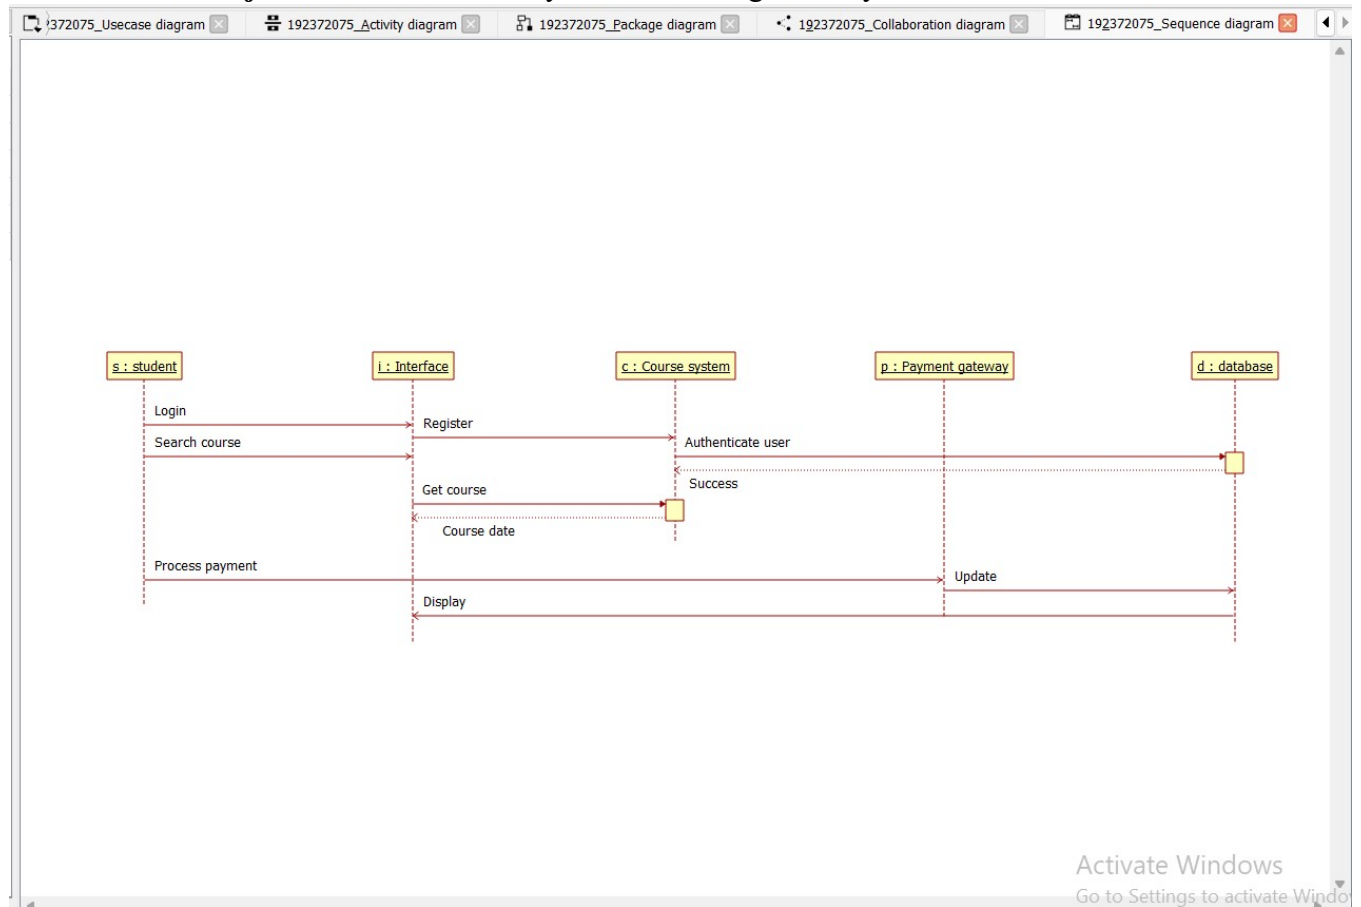 372075_Usecase diagram
192372075_Activity diagram
192372075_Package diagram
192372075_Collaboration diagram
192372075_Sequence diagram
s : student
i : Interface
c : Course system
p : Payment gateway
d : database
Login
Register
Search course
Authenticate user
Success
Get course
Course date
Process payment
Update
Display
Activate Windows
Go to Settings to activate Windo